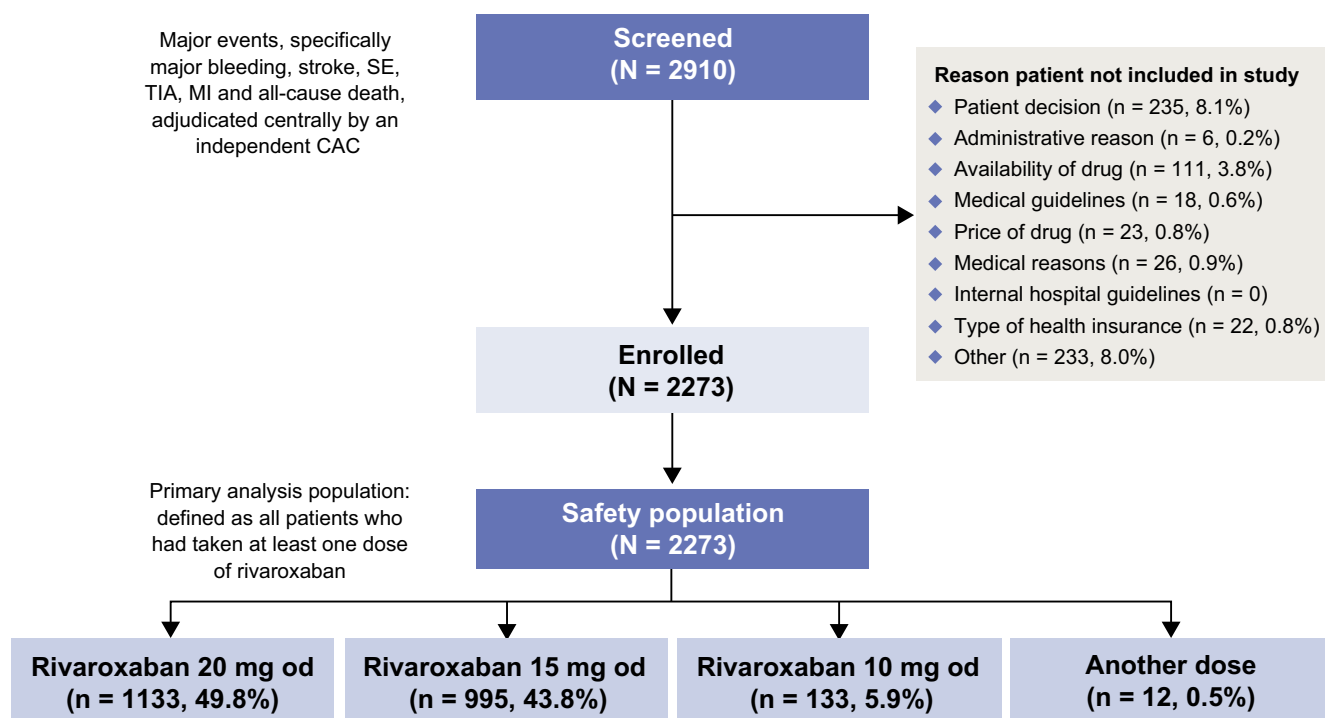 Major events, specifically
major bleeding, stroke, SE,
TIA, MI and all-cause death,
adjudicated centrally by an
independent CAC
Screened
(N = 2910)
Reason patient not included in study
Patient decision (n = 235, 8.1%)
Administrative reason (n = 6, 0.2%)
Availability of drug (n = 111, 3.8%)
Medical guidelines (n = 18, 0.6%)
Price of drug (n = 23, 0.8%)
Medical reasons (n = 26, 0.9%)
Internal hospital guidelines (n = 0)
Type of health insurance (n = 22, 0.8%)
Other (n = 233, 8.0%)
Enrolled
(N = 2273)
Primary analysis population:
defined as all patients who
had taken at least one dose
of rivaroxaban
Safety population
(N = 2273)
Rivaroxaban 20 mg od
(n = 1133, 49.8%)
Rivaroxaban 15 mg od
(n = 995, 43.8%)
Rivaroxaban 10 mg od
(n = 133, 5.9%)
Another dose
(n = 12, 0.5%)